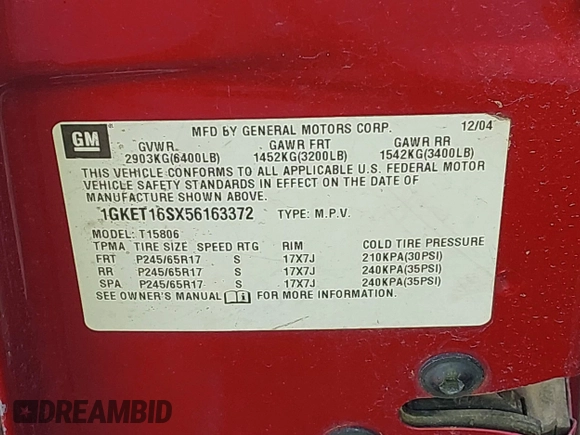 GM
MFD BY GENERAL MOTORS CORP. 12/04
GVWR GAWR FRT GAWR RR
2903KG(6400LB) 1452KG(3200LB) 1542KG(3400LB)
THIS VEHICLE CONFORMS TO ALL APPLICABLE U.S. FEDERAL MOTOR
VEHICLE SAFETY STANDARDS IN EFFECT ON THE DATE OF
MANUFACTURE SHOWN ABOVE.
1GKET16SX56163372 TYPE: M.P.V.
MODEL: T15806
TPMA TIRE SIZE SPEED RTG RIM COLD TIRE PRESSURE
FRT P245/65R17 S 17X7J 210KPA(30PSI)
RR P245/65R17 S 17X7J 240KPA(35PSI)
SPA P245/65R17 S 17X7J 240KPA(35PSI)
SEE OWNER'S MANUAL FOR MORE INFORMATION.
DREAMBID